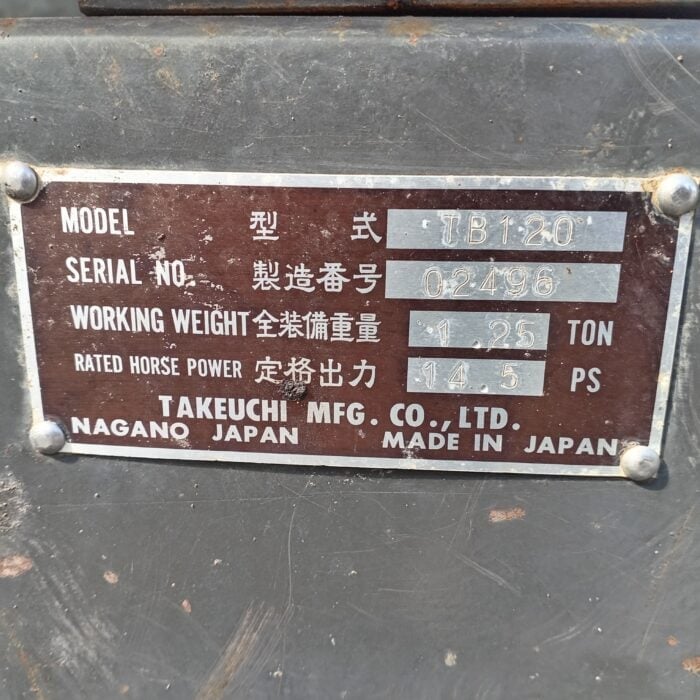 MODEL 型 式 TB120
SERIAL NO. 製造番号 02496
WORKING WEIGHT 全装備重量 1.25 TON
RATED HORSE POWER 定格出力 14.5 PS
TAKEUCHI MFG. CO., LTD.
NAGANO JAPAN MADE IN JAPAN